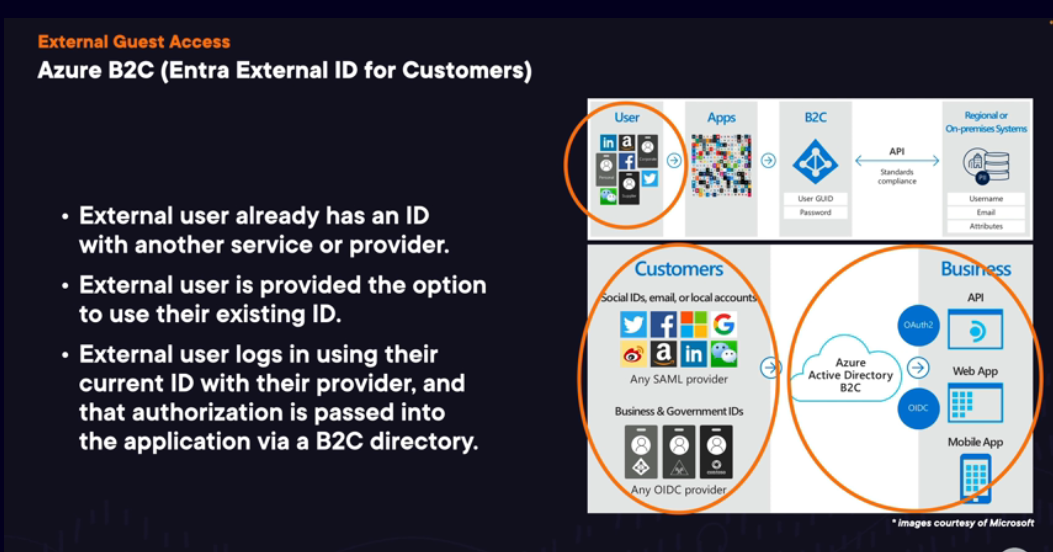 External Guest Access
Azure B2C (Entra External ID for Customers)
• External user already has an ID
with another service or provider.
• External user is provided the option
to use their existing ID.
• External user logs in using their
current ID with their provider, and
that authorization is passed into
the application via a B2C directory.
User
Apps
B2C
Regional or
On-premises Systems
API
Standards
compliance
User GUID
Password
Username
Email
Attributes
Customers
Social IDs, email, or local accounts
Any SAML provider
Business & Government IDs
Any OIDC provider
Azure
Active Directory
B2C
Business
API
OAuth2
Web App
OIDC
Mobile App
* images courtesy of Microsoft